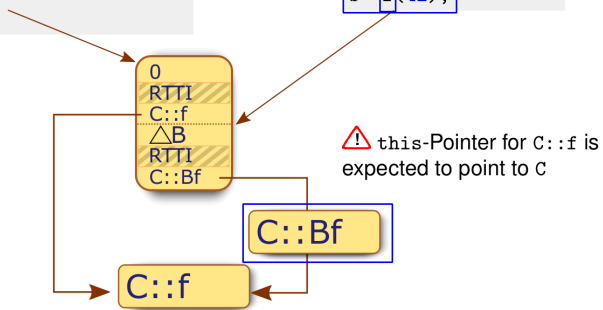 0
RTTI
C::f
△B
RTTI
C::Bf
this-Pointer for C::f is
expected to point to C
C::Bf
C::f